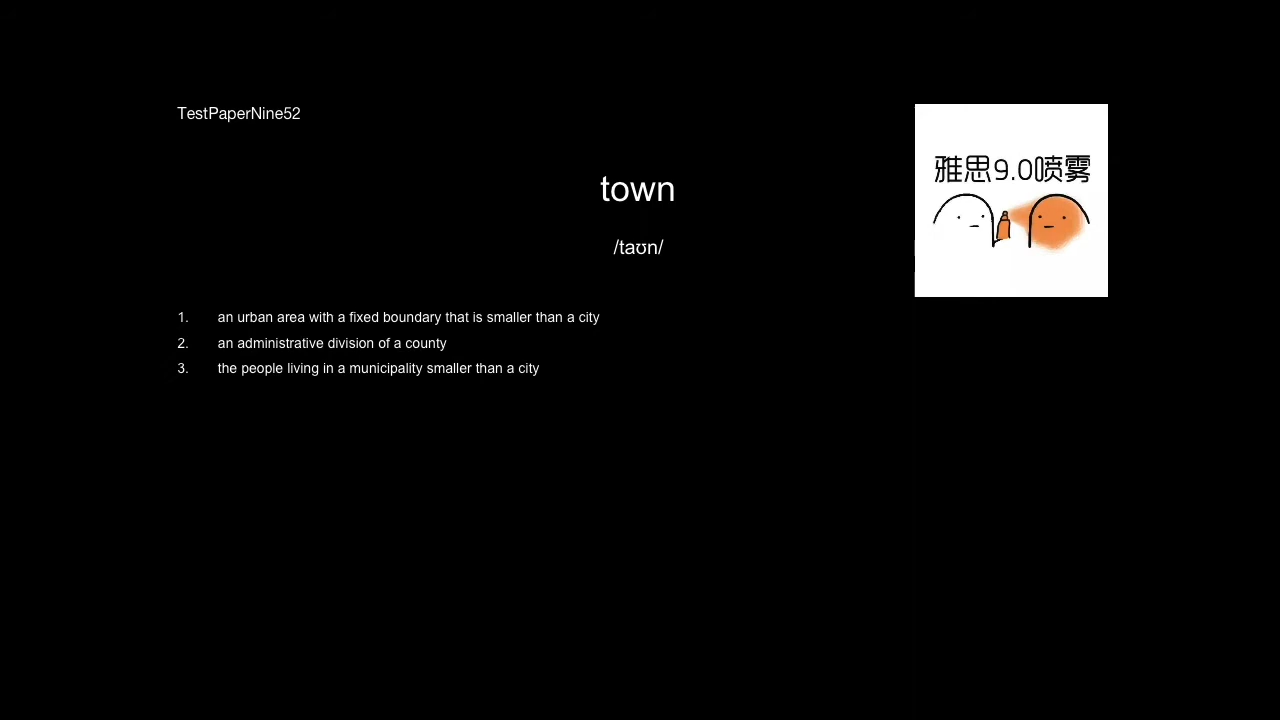 TestPaperNine52
雅思9.0喷雾
town
/taʊn/
1. an urban area with a fixed boundary that is smaller than a city
2. an administrative division of a county
3. the people living in a municipality smaller than a city